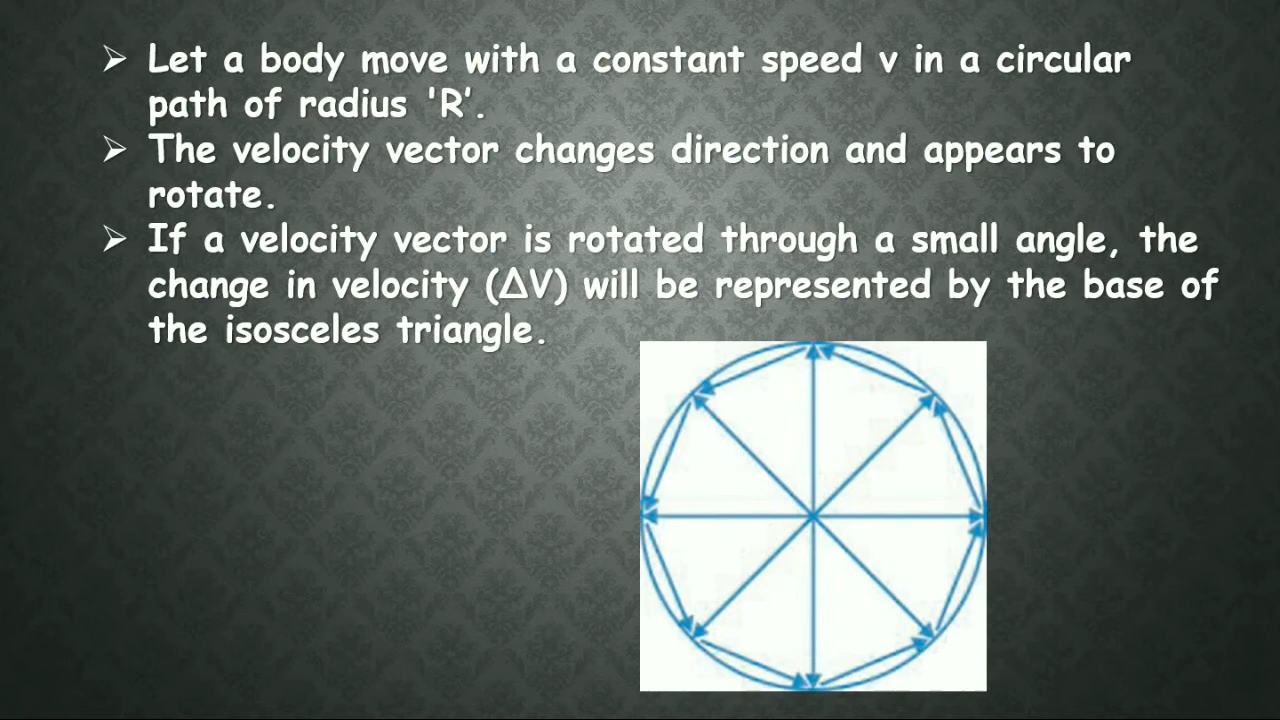 ➢ Let a body move with a constant speed v in a circular
path of radius 'R’.
➢ The velocity vector changes direction and appears to
rotate.
➢ If a velocity vector is rotated through a small angle, the
change in velocity (ΔV) will be represented by the base of
the isosceles triangle.